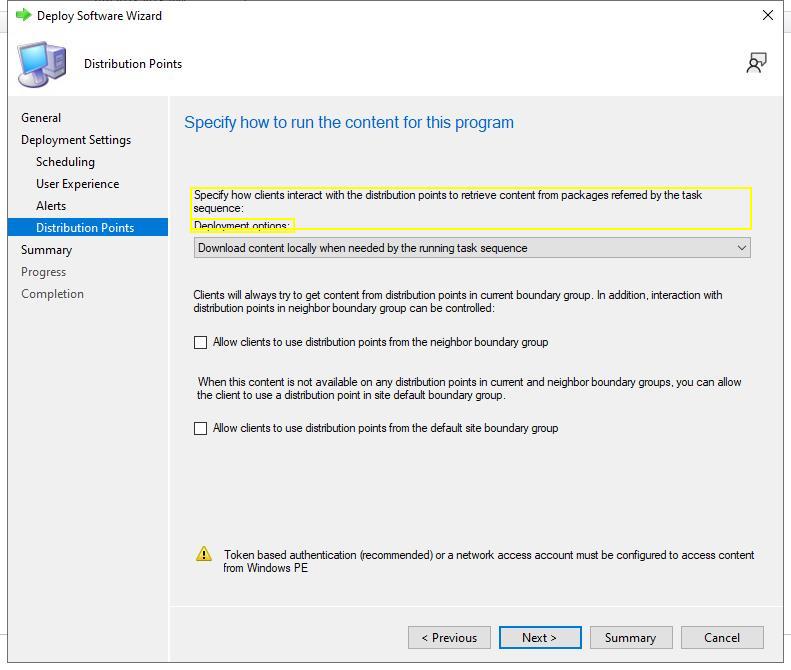 Deploy Software Wizard
Distribution Points
General
Deployment Settings
Scheduling
User Experience
Alerts
Distribution Points
Summary
Progress
Completion
Specify how to run the content for this program
Specify how clients interact with the distribution points to retrieve content from packages referred by the task
sequence:
Deployment options:
Download content locally when needed by the running task sequence
Clients will always try to get content from distribution points in current boundary group. In addition, interaction with
distribution points in neighbor boundary group can be controlled:
Allow clients to use distribution points from the neighbor boundary group
When this content is not available on any distribution points in current and neighbor boundary groups, you can allow
the client to use a distribution point in site default boundary group.
Allow clients to use distribution points from the default site boundary group
Token based authentication (recommended) or a network access account must be configured to access content
from Windows PE
< Previous
Next >
Summary
Cancel